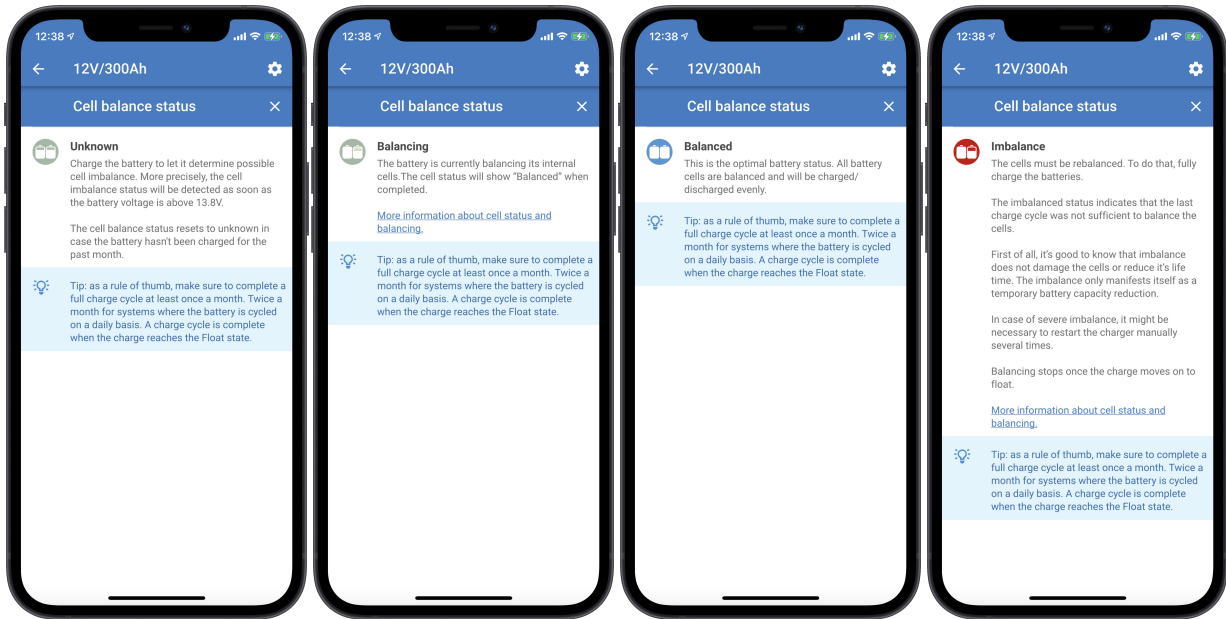 12:38
12V/300Ah
Cell balance status
Unknown
Charge the battery to let it determine possible
cell imbalance. More precisely, the cell
imbalance status will be detected as soon as
the battery voltage is above 13.8V.
The cell balance status resets to unknown in
case the battery hasn't been charged for the
past month.
Tip: as a rule of thumb, make sure to complete a
full charge cycle at least once a month. Twice a
month for systems where the battery is cycled
on a daily basis. A charge cycle is complete
when the charge reaches the Float state.
12:38
12V/300Ah
Cell balance status
Balancing
The battery is currently balancing its internal
cells.The cell status will show “Balanced” when
completed.
More information about cell status and
balancing.
Tip: as a rule of thumb, make sure to complete a
full charge cycle at least once a month. Twice a
month for systems where the battery is cycled
on a daily basis. A charge cycle is complete
when the charge reaches the Float state.
12:38
12V/300Ah
Cell balance status
Balanced
This is the optimal battery status. All battery
cells are balanced and will be charged/
discharged evenly.
Tip: as a rule of thumb, make sure to complete a
full charge cycle at least once a month. Twice a
month for systems where the battery is cycled
on a daily basis. A charge cycle is complete
when the charge reaches the Float state.
12:38
12V/300Ah
Cell balance status
Imbalance
The cells must be rebalanced. To do that, fully
charge the batteries.
The imbalanced status indicates that the last
charge cycle was not sufficient to balance the
cells.
First of all, it's good to know that imbalance
does not damage the cells or reduce it's life
time. The imbalance only manifests itself as a
temporary battery capacity reduction.
In case of severe imbalance, it might be
necessary to restart the charger manually
several times.
Balancing stops once the charge moves on to
float.
More information about cell status and
balancing.
Tip: as a rule of thumb, make sure to complete a
full charge cycle at least once a month. Twice a
month for systems where the battery is cycled
on a daily basis. A charge cycle is complete
when the charge reaches the Float state.